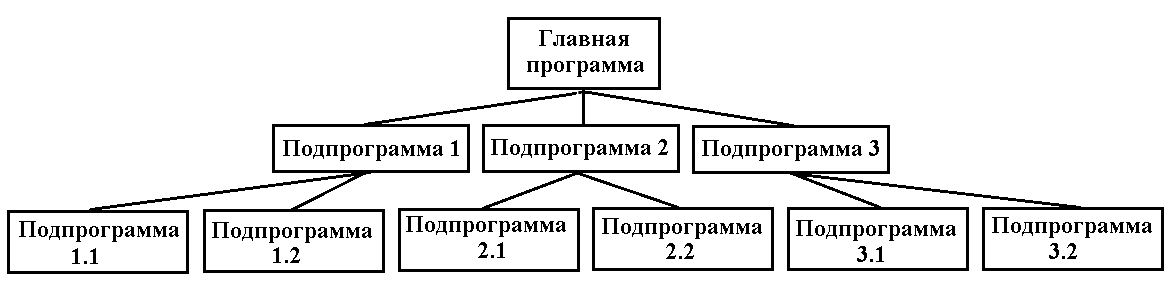 Главная
программа
Подпрограмма 1
Подпрограмма 2
Подпрограмма 3
Подпрограмма
1.1
Подпрограмма
1.2
Подпрограмма
2.1
Подпрограмма
2.2
Подпрограмма
3.1
Подпрограмма
3.2